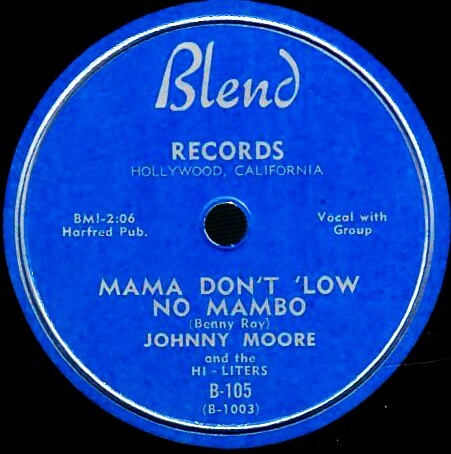 Blend
RECORDS
HOLLYWOOD, CALIFORNIA
BMI-2:06
Harfred Pub.
Vocal with
Group
MAMA DON'T 'LOW
NO MAMBO
(Benny Ray)
JOHNNY MOORE
and the
HI-LITERS
B-105
(B-1003)